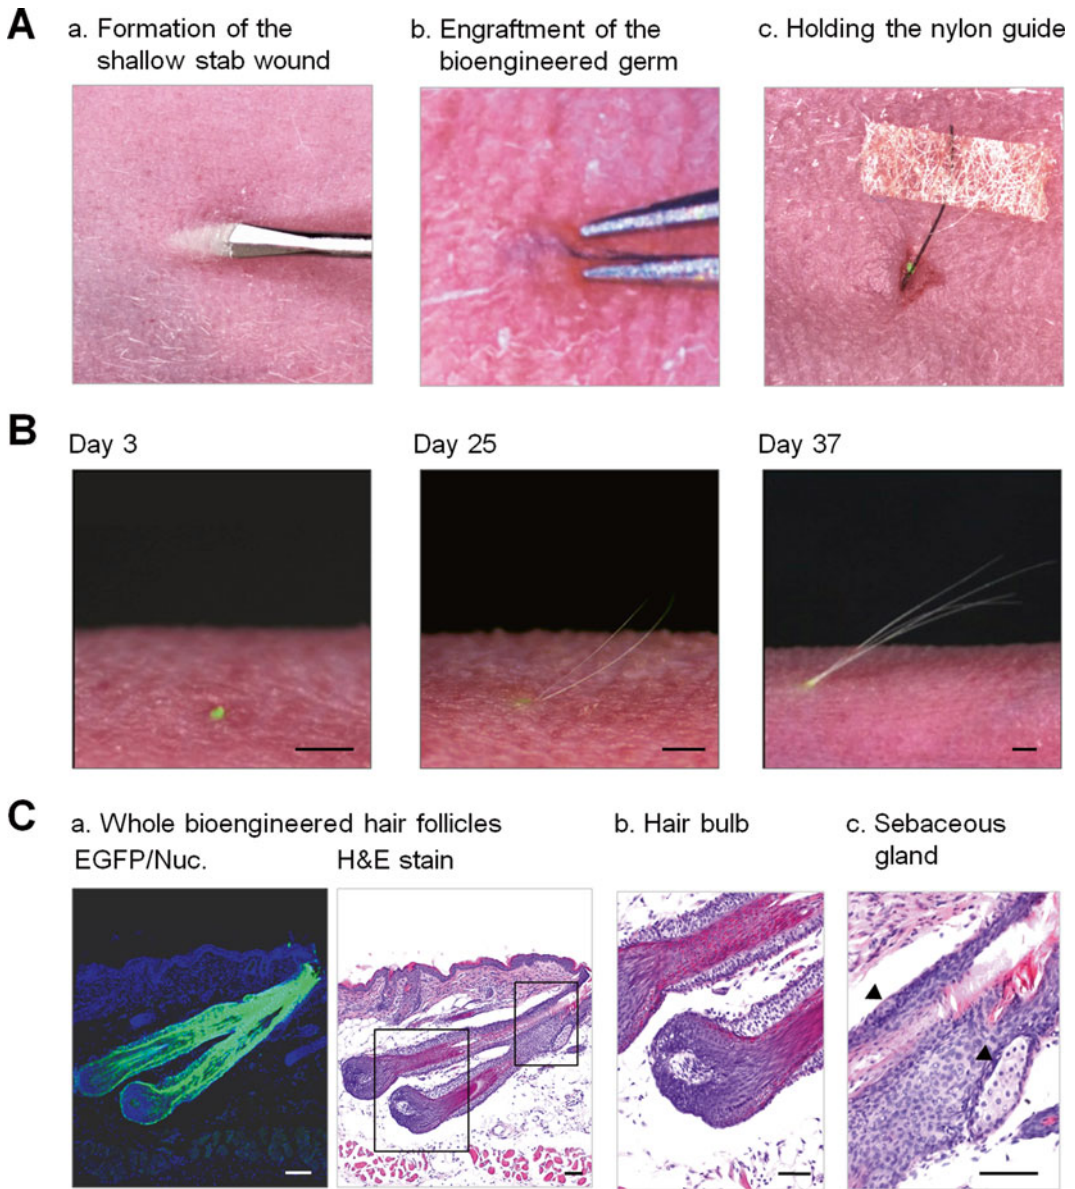 A
a. Formation of the
shallow stab wound
b. Engraftment of the
bioengineered germ
c. Holding the nylon guide
B
Day 3
Day 25
Day 37
C
a. Whole bioengineered hair follicles
EGFP/Nuc.
H&E stain
b. Hair bulb
c. Sebaceous
gland